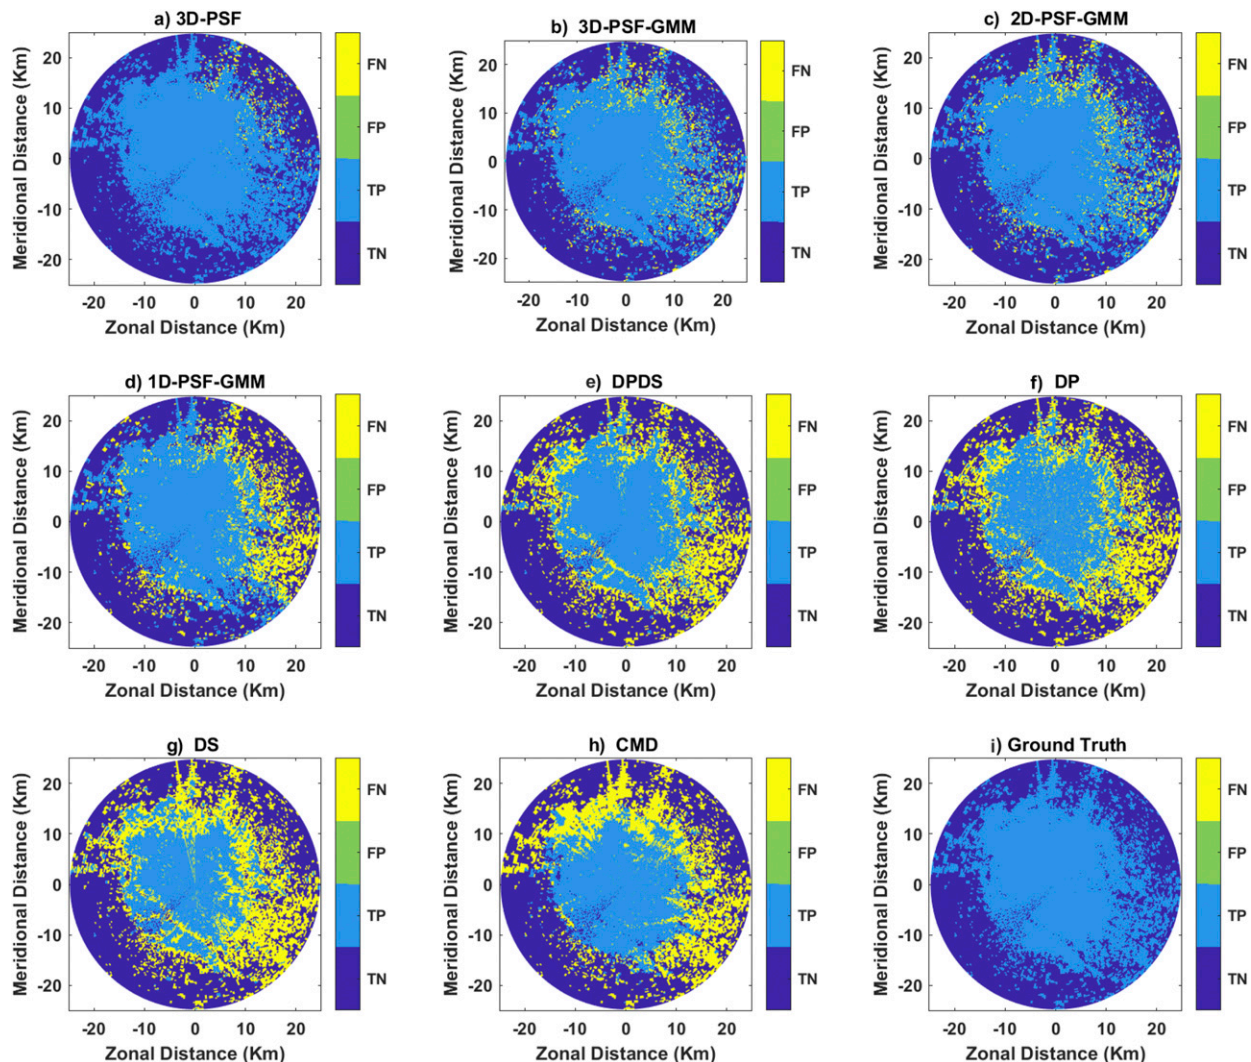 a) 3D-PSF
Meridional Distance (Km)
20
10
0
-10
-20
-20 -10 0 10 20
Zonal Distance (Km)
FN
FP
TP
TN
b) 3D-PSF-GMM
Meridional Distance (Km)
20
10
0
-10
-20
-20 -10 0 10 20
Zonal Distance (Km)
FN
FP
TP
TN
c) 2D-PSF-GMM
Meridional Distance (Km)
20
10
0
-10
-20
-20 -10 0 10 20
Zonal Distance (Km)
FN
FP
TP
TN
d) 1D-PSF-GMM
Meridional Distance (Km)
20
10
0
-10
-20
-20 -10 0 10 20
Zonal Distance (Km)
FN
FP
TP
TN
e) DPDS
Meridional Distance (Km)
20
10
0
-10
-20
-20 -10 0 10 20
Zonal Distance (Km)
FN
FP
TP
TN
f) DP
Meridional Distance (Km)
20
10
0
-10
-20
-20 -10 0 10 20
Zonal Distance (Km)
FN
FP
TP
TN
g) DS
Meridional Distance (Km)
20
10
0
-10
-20
-20 -10 0 10 20
Zonal Distance (Km)
FN
FP
TP
TN
h) CMD
Meridional Distance (Km)
20
10
0
-10
-20
-20 -10 0 10 20
Zonal Distance (Km)
FN
FP
TP
TN
i) Ground Truth
Meridional Distance (Km)
20
10
0
-10
-20
-20 -10 0 10 20
Zonal Distance (Km)
FN
FP
TP
TN